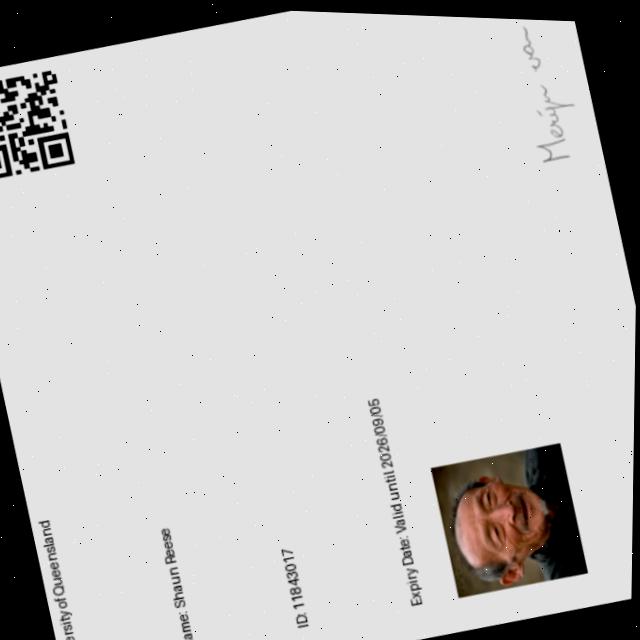 ersity of Queensland
ame: Shaun Reese
ID: 11843017
Expiry Date: Valid until 2026/09/05